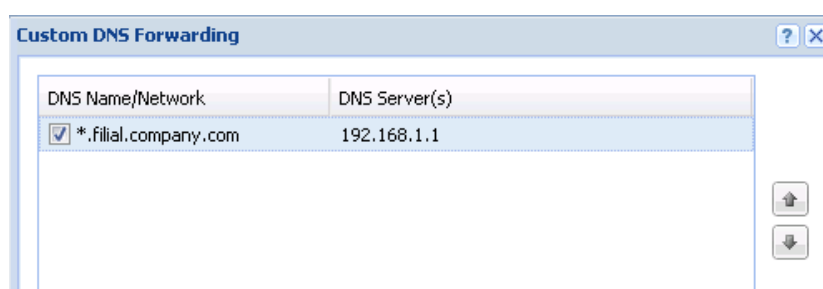 Custom DNS Forwarding
DNS Name/Network DNS Server(s)
*.filial.company.com 192.168.1.1